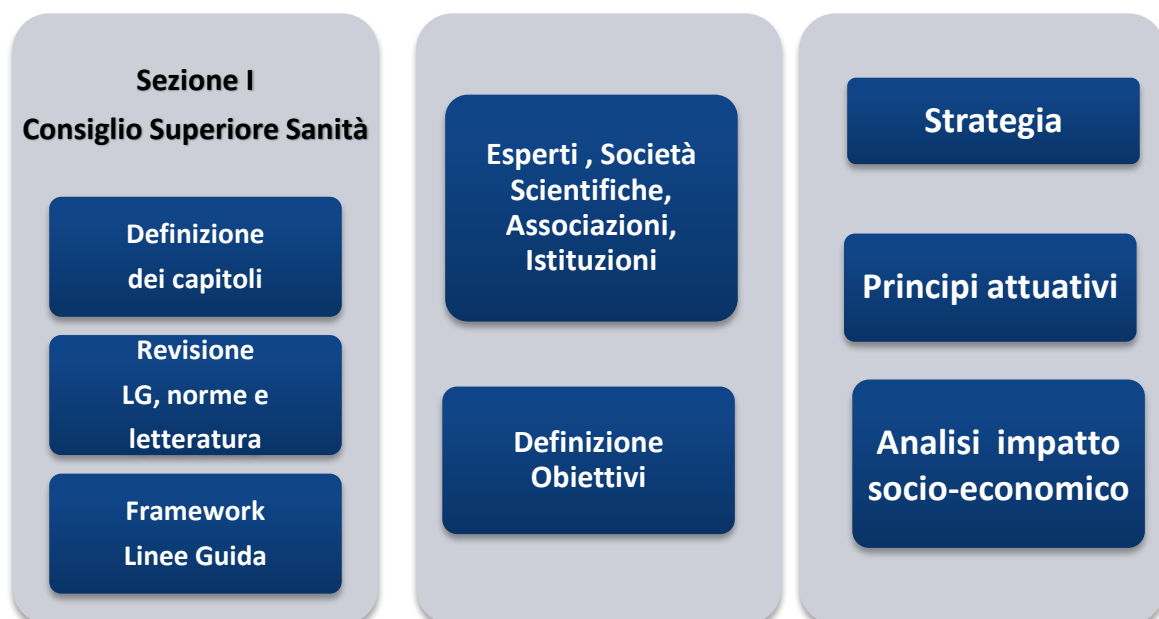 Sezione I
Consiglio Superiore Sanità
Definizione
dei capitoli
Revisione
LG, norme e
letteratura
Framework
Linee Guida
Esperti , Società
Scientifiche,
Associazioni,
Istituzioni
Definizione
Obiettivi
Strategia
Principi attuativi
Analisi impatto
socio-economico